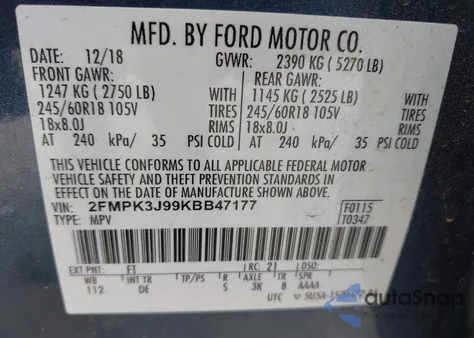 MFD. BY FORD MOTOR CO.
DATE: 12/18 GVWR: 2390 KG ( 5270 LB)
FRONT GAWR: REAR GAWR:
1247 KG ( 2750 LB) WITH 1145 KG ( 2525 LB) WITH
245/60R18 105V TIRES 245/60R18 105V TIRES
18x8.0J RIMS 18x8.0J RIMS
AT 240 kPa/ 35 PSI COLD AT 240 kPa/ 35 PSI COLD
THIS VEHICLE CONFORMS TO ALL APPLICABLE FEDERAL MOTOR
VEHICLE SAFETY AND BUMPER STANDARDS IN
EFFECT ON THE DATE OF MANUFACTURE SHOWN ABOVE.
VIN: 2FMPK3J99KBB47177 F0115
TYPE: MPV T0347
EXT PNT: FT RC: 21 DSO:
WB INT TR TP/PS R AXLE TR SPR
112 DE 5 3K 8 AAAA
UTC
autoSnap